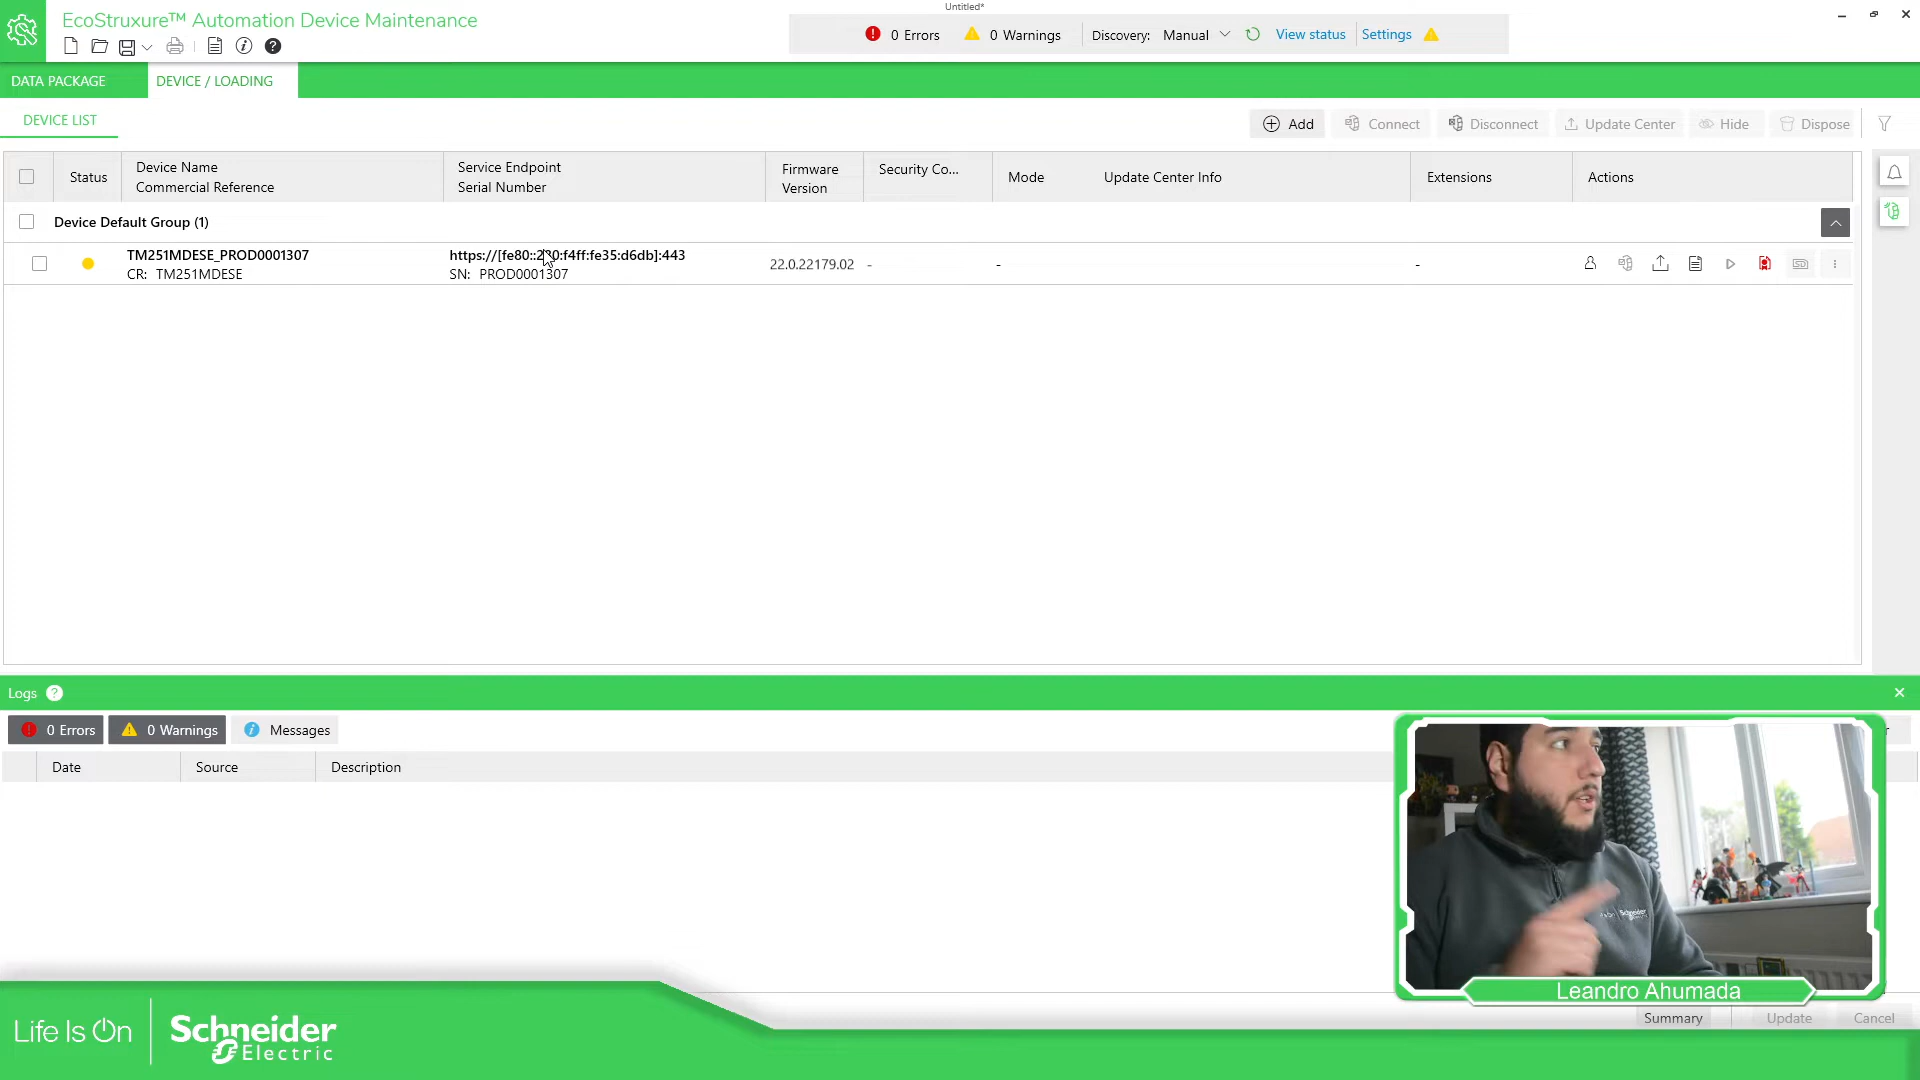 Untitled*
EcoStruxure™ Automation Device Maintenance
0 Errors
0 Warnings
Discovery: Manual
View status
Settings
DATA PACKAGE
DEVICE / LOADING
DEVICE LIST
Add
Connect
Disconnect
Update Center
Hide
Dispose
Status
Device Name
Commercial Reference
Service Endpoint
Serial Number
Firmware
Version
Security Co...
Mode
Update Center Info
Extensions
Actions
Device Default Group (1)
TM251MDESE_PROD0001307
CR: TM251MDESE
SN: PROD0001307
22.0.22179.02
-
-
-
Logs ?
0 Errors
0 Warnings
Messages
Date
Source
Description
Schneider
Leandro Ahumada
Summary
Update
Cancel
Life Is On
Schneider
Electric